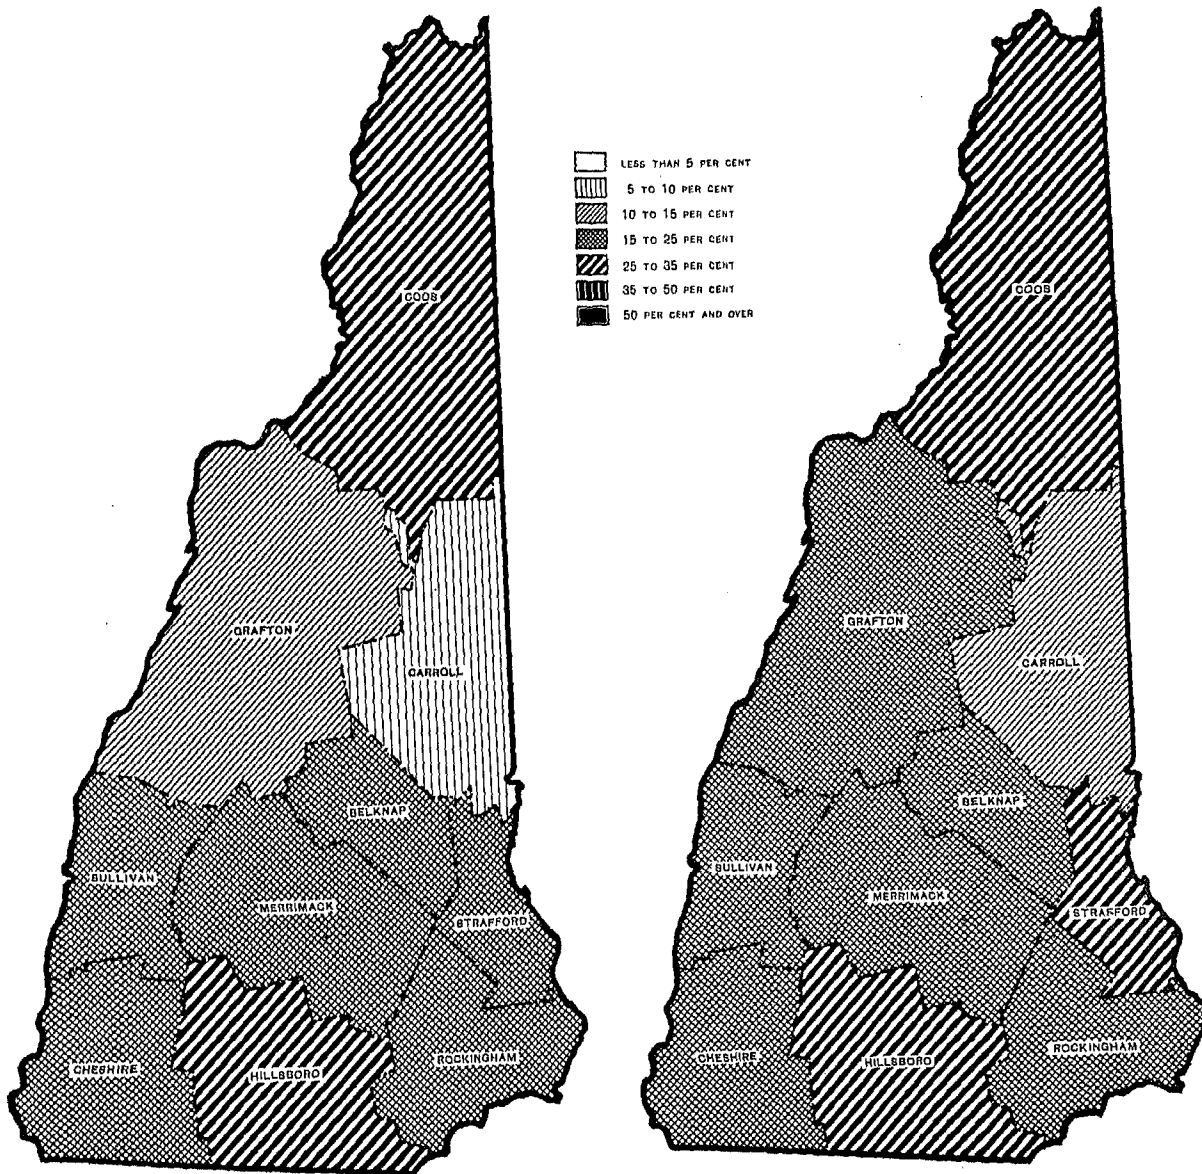 LESS THAN 5 PER CENT
5 TO 10 PER CENT
10 TO 15 PER CENT
15 TO 25 PER CENT
25 TO 35 PER CENT
35 TO 50 PER CENT
50 PER CENT AND OVER
COOS
GRAFTON
CARROLL
BELKNAP
SULLIVAN
MERRIMACK
STRAFFORD
CHESHIRE
HILLSBORO
ROCKINGHAM
COOS
GRAFTON
CARROLL
BELKNAP
SULLIVAN
MERRIMACK
STRAFFORD
CHESHIRE
HILLSBORO
ROCKINGHAM